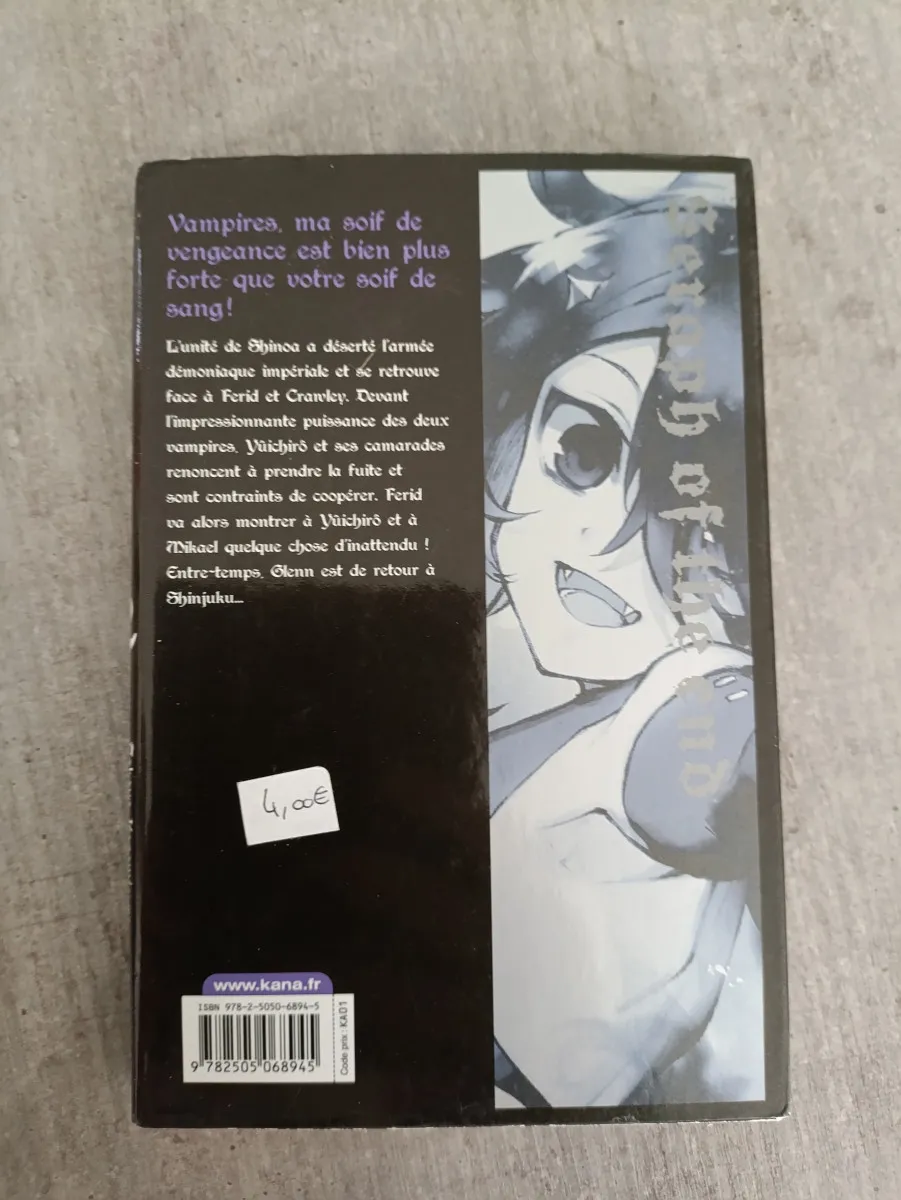 Vampires, ma soif de
vengeance est bien plus
forte que votre soif de
sang!
L'unité de Shinoa a déserté l'armée
démoniaque impériale et se retrouve
face à Ferid et Crawley. Devant
l'impressionnante puissance des deux
vampires, Yûichirô et ses camarades
renoncent à prendre la fuite et
sont contraints de coopérer. Ferid
va alors montrer à Yûichirô et à
Mikael quelque chose d'inattendu !
Entre-temps, Glenn est de retour à
Shinjuku...
Seraph of the end
4,00€
www.kana.fr
ISBN 978-2-5050-6894-5
9 782505 068945
Code prix : KA01